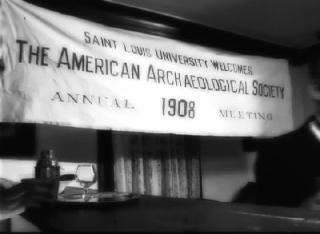 SAINT LOUIS UNIVERSITY WELCOMES
THE AMERICAN ARCHAEOLOGICAL SOCIETY
ANNUAL 1908 MEETING